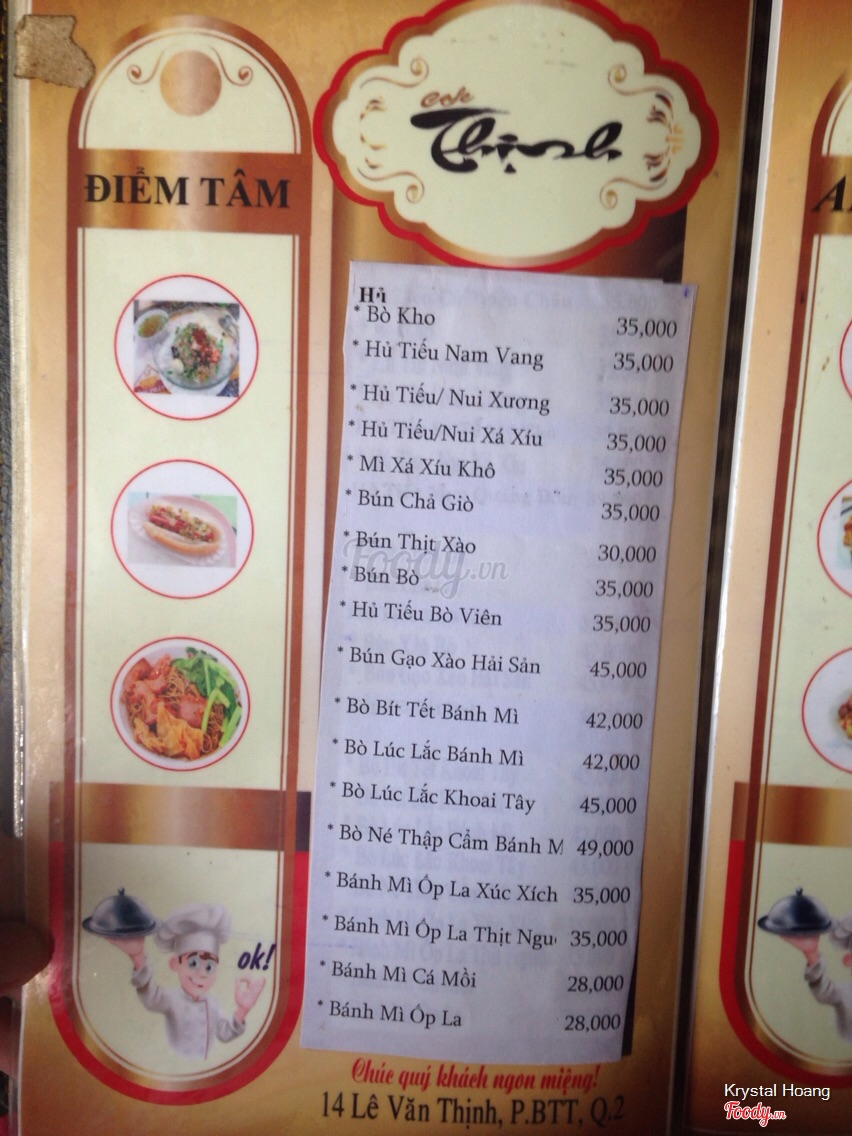 Cafe
Thịnh
ĐIỂM TÂM
Hủ
* Bò Kho 35,000
* Hủ Tiếu Nam Vang 35,000
* Hủ Tiếu/ Nui Xương 35,000
* Hủ Tiếu/Nui Xá Xíu 35,000
* Mì Xá Xíu Khô 35,000
* Bún Chả Giò 35,000
* Bún Thịt Xào 30,000
* Bún Bò 35,000
* Hủ Tiếu Bò Viên 35,000
* Bún Gạo Xào Hải Sản 45,000
* Bò Bít Tết Bánh Mì 42,000
* Bò Lúc Lắc Bánh Mì 42,000
* Bò Lúc Lắc Khoai Tây 45,000
* Bò Né Thập Cẩm Bánh M 49,000
* Bánh Mì Ốp La Xúc Xích 35,000
* Bánh Mì Ốp La Thịt Ngu 35,000
* Bánh Mì Cá Mồi 28,000
* Bánh Mì Ốp La 28,000
ok!
Chúc quý khách ngon miệng!
14 Lê Văn Thịnh, P.BTT, Q.2
Foody.vn
Krystal Hoang
Foody.vn